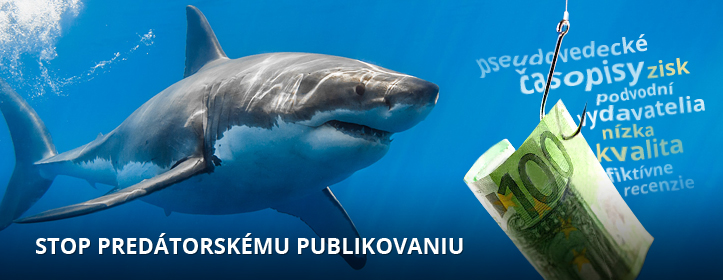 pseudovedecké
časopisy zisk
podvodní
vydavatelia
nízka
kvalita
fiktívne
recenzie
100
STOP PREDÁTORSKÉMU PUBLIKOVANIU